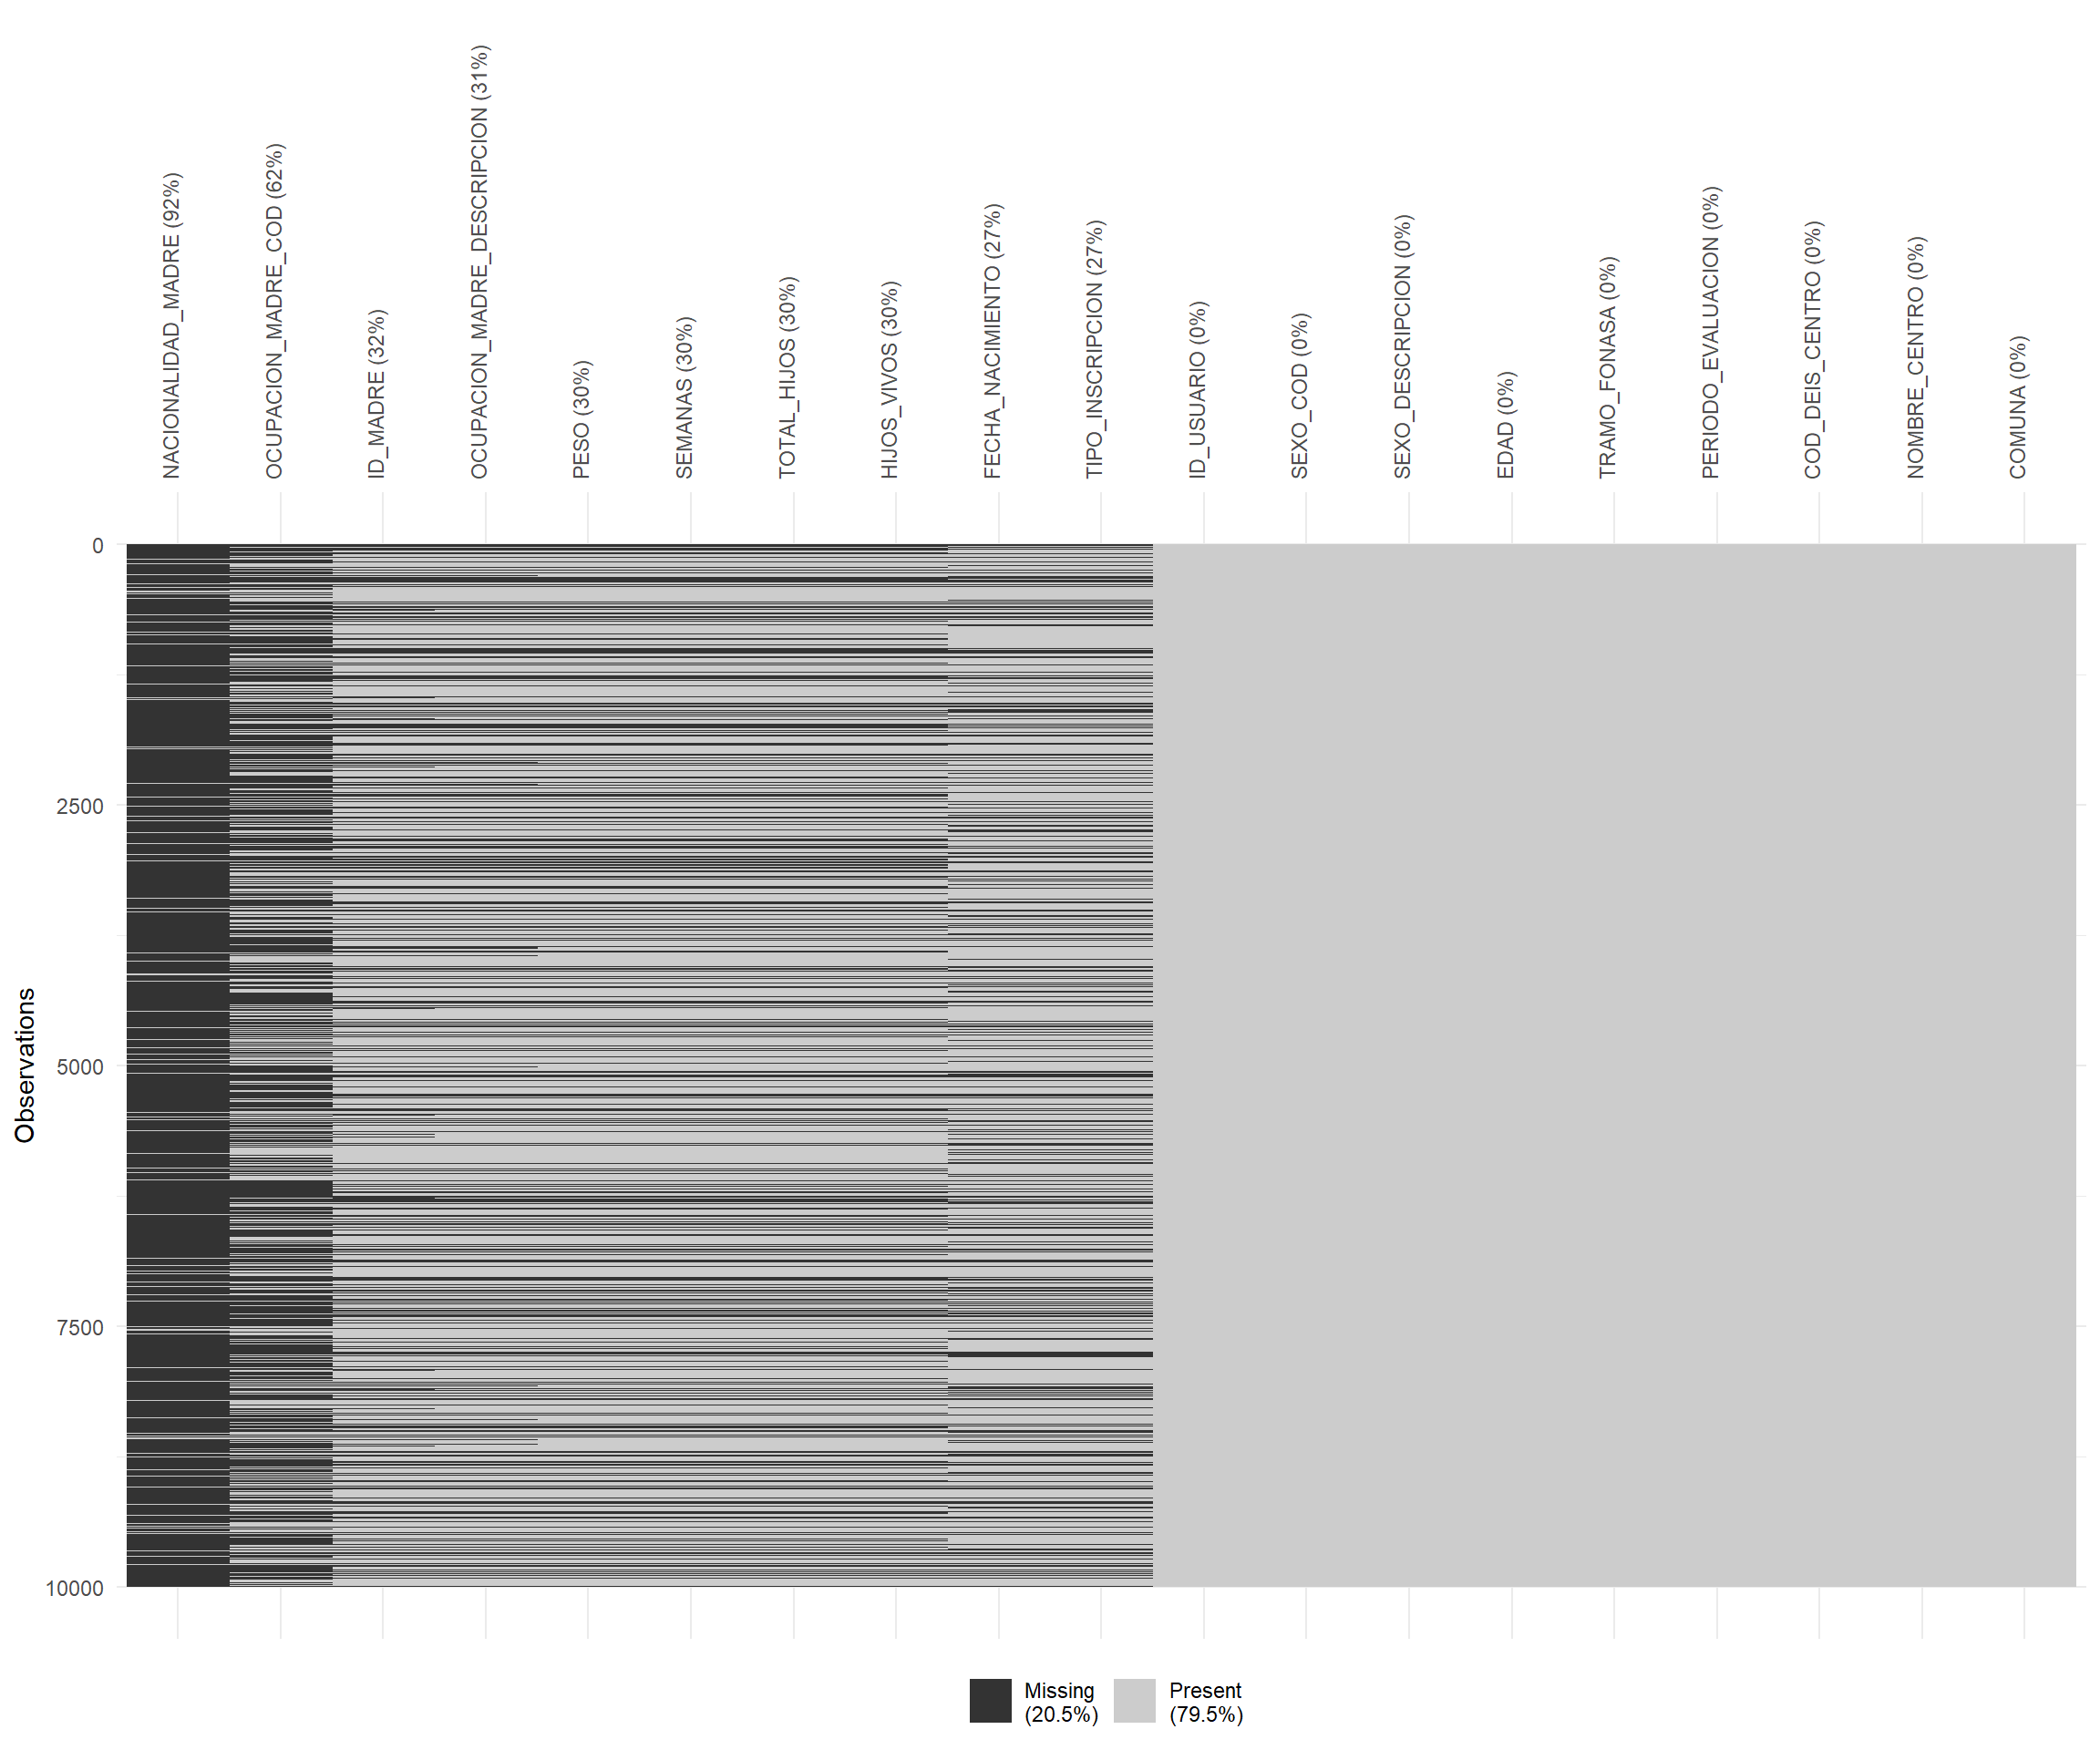 NACIONALIDAD_MADRE (92%)
OCUPACION_MADRE_COD (62%)
ID_MADRE (32%)
OCUPACION_MADRE_DESCRIPCION (31%)
PESO (30%)
SEMANAS (30%)
TOTAL_HIJOS (30%)
HIJOS_VIVOS (30%)
FECHA_NACIMIENTO (27%)
TIPO_INSCRIPCION (27%)
ID_USUARIO (0%)
SEXO_COD (0%)
SEXO_DESCRIPCION (0%)
EDAD (0%)
TRAMO_FONASA (0%)
PERIODO_EVALUACION (0%)
COD_DEIS_CENTRO (0%)
NOMBRE_CENTRO (0%)
COMUNA (0%)
0
2500
5000
7500
10000
Observations
Missing
(20.5%)
Present
(79.5%)